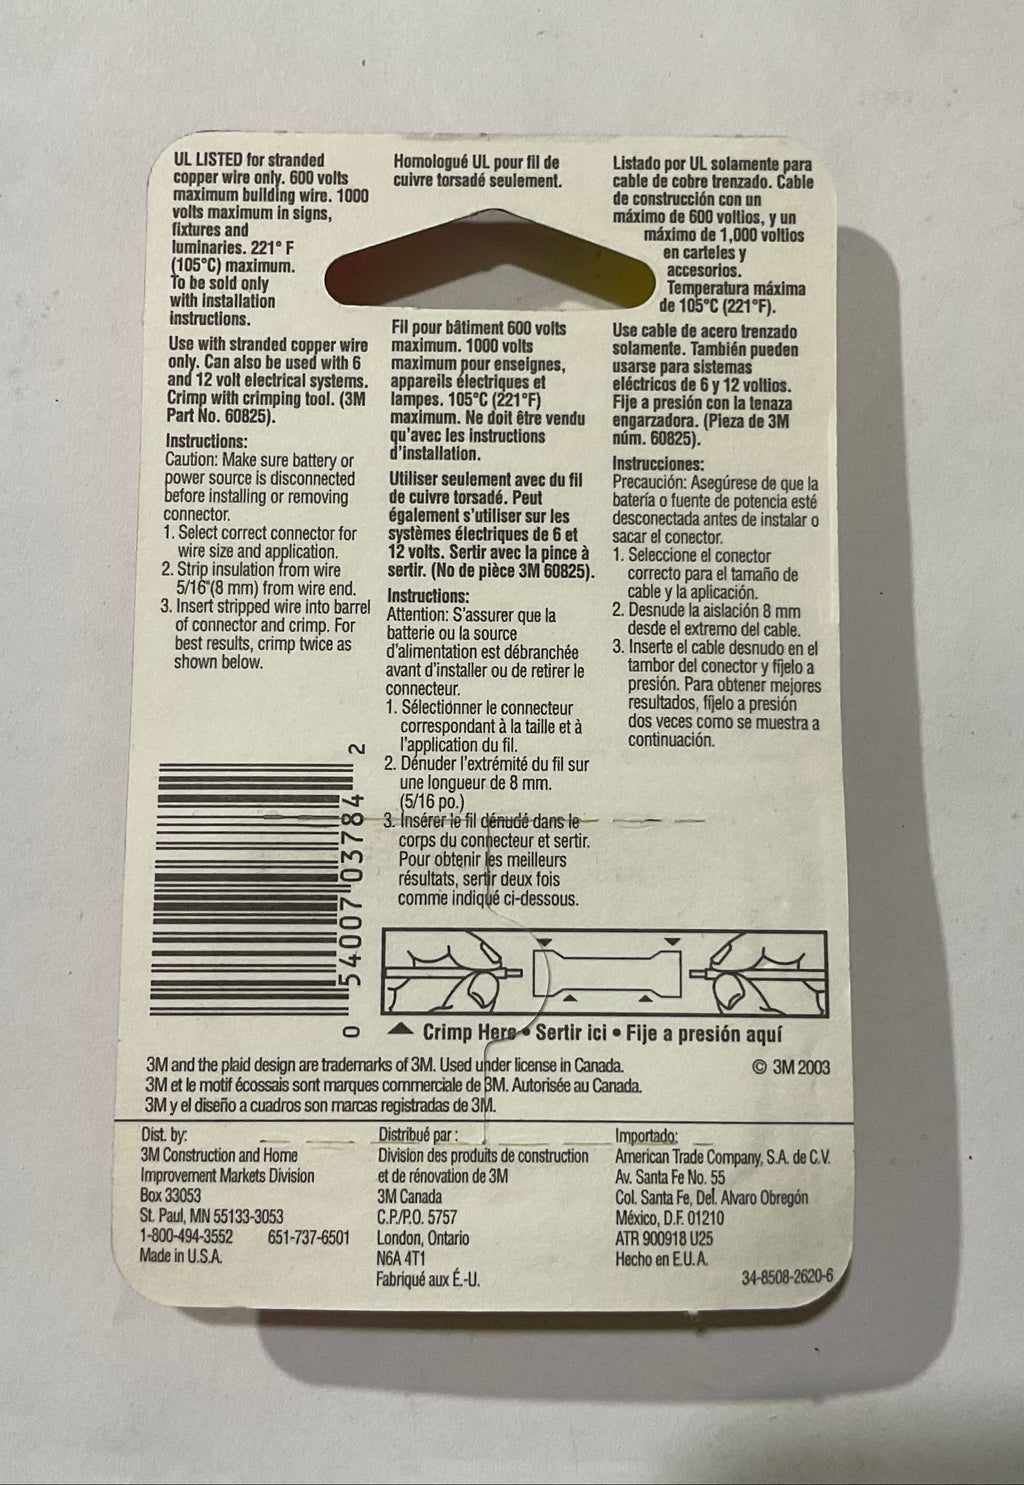 UL LISTED for stranded
copper wire only. 600 volts
maximum building wire. 1000
volts maximum in signs,
fixtures and
luminaries. 221° F
(105°C) maximum.
To be sold only
with installation
instructions.
Use with stranded copper wire
only. Can also be used with 6
and 12 volt electrical systems.
Crimp with crimping tool. (3M
Part No. 60825).
Instructions:
Caution: Make sure battery or
power source is disconnected
before installing or removing
connector.
1. Select correct connector for
wire size and application.
2. Strip insulation from wire
5/16"(8 mm) from wire end.
3. Insert stripped wire into barrel
of connector and crimp. For
best results, crimp twice as
shown below.
0 54007 03784 2
Homologué UL pour fil de
cuivre torsadé seulement.
Fil pour bâtiment 600 volts
maximum. 1000 volts
maximum pour enseignes,
appareils électriques et
lampes. 105°C (221°F)
maximum. Ne doit être vendu
qu'avec les instructions
d'installation.
Utiliser seulement avec du fil
de cuivre torsadé. Peut
également s'utiliser sur les
systèmes électriques de 6 et
12 volts. Sertir avec la pince à
sertir. (No de pièce 3M 60825).
Instructions:
Attention: S'assurer que la
batterie ou la source
d'alimentation est débranchée
avant d'installer ou de retirer le
connecteur.
1. Sélectionner le connecteur
correspondant à la taille et à
l'application du fil.
2. Dénuder l'extrémité du fil sur
une longueur de 8 mm.
(5/16 po.)
3. Insérer le fil dénudé dans le
corps du connecteur et sertir.
Pour obtenir les meilleurs
résultats, sertir deux fois
comme indiqué ci-dessous.
Listado por UL solamente para
cable de cobre trenzado. Cable
de construcción con un
máximo de 600 voltios, y un
máximo de 1,000 voltios
en carteles y
accesorios.
Temperatura máxima
de 105°C (221°F).
Use cable de acero trenzado
solamente. También pueden
usarse para sistemas
eléctricos de 6 y 12 voltios.
Fije a presión con la tenaza
engarzadora. (Pieza de 3M
núm. 60825).
Instrucciones:
Precaución: Asegúrese de que la
batería o fuente de potencia esté
desconectada antes de instalar o
sacar el conector.
1. Seleccione el conector
correcto para el tamaño de
cable y la aplicación.
2. Desnude la aislación 8 mm
desde el extremo del cable.
3. Inserte el cable desnudo en el
tambor del conector y fíjelo a
presión. Para obtener mejores
resultados, fíjelo a presión
dos veces como se muestra a
continuación.
Crimp Here • Sertir ici • Fije a presión aquí
3M and the plaid design are trademarks of 3M. Used under license in Canada.
© 3M 2003
3M et le motif écossais sont marques commerciale de 3M. Autorisée au Canada.
3M y el diseño a cuadros son marcas registradas de 3M.
Dist. by:
3M Construction and Home
Improvement Markets Division
Box 33053
St. Paul, MN 55133-3053
1-800-494-3552 651-737-6501
Made in U.S.A.
Distribué par :
Division des produits de construction
et de rénovation de 3M
3M Canada
C.P./P.O. 5757
London, Ontario
N6A 4T1
Fabriqué aux É.-U.
Importado:
American Trade Company, S.A. de C.V.
Av. Santa Fe No. 55
Col. Santa Fe, Del. Alvaro Obregón
México, D.F. 01210
ATR 900918 U25
Hecho en E.U.A.
34-8508-2620-6